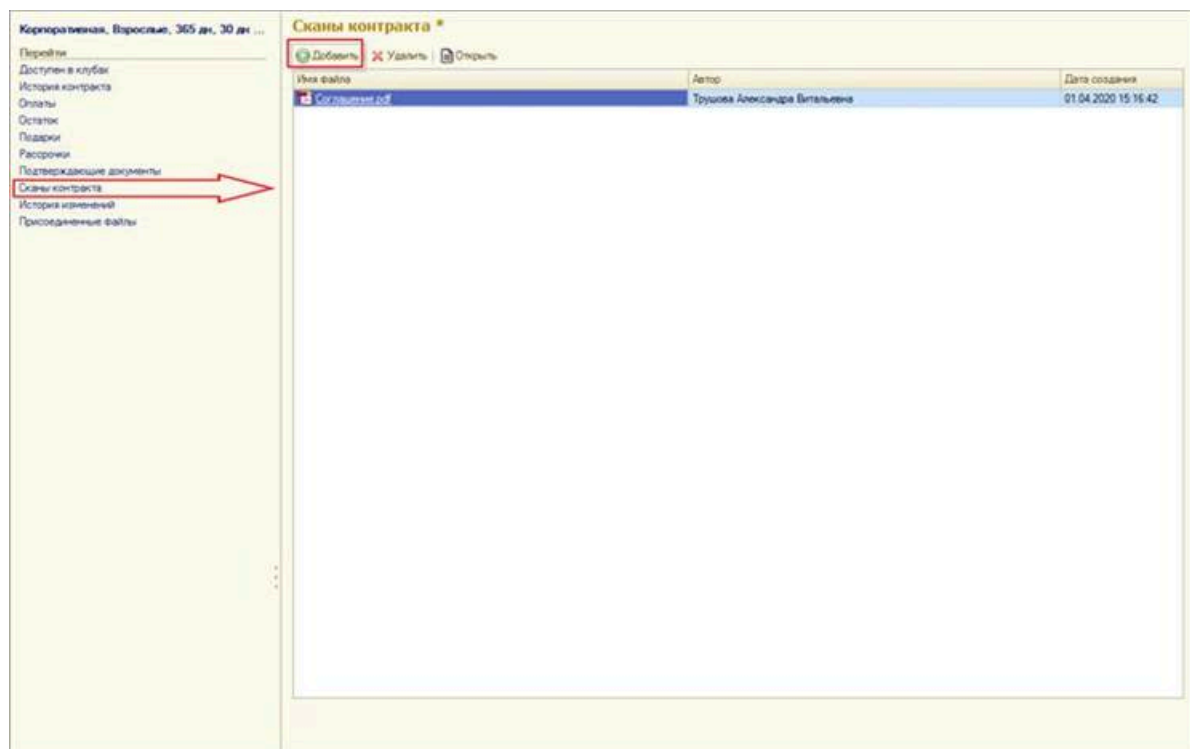 Корпоративная, Взрослые, 365 дн, 30 дн ...
Перейти
Доступен в клубах
История контракта
Оплаты
Остаток
Подарки
Рассрочки
Подтверждающие документы
Сканы контракта
История изменений
Присоединенные файлы
Сканы контракта *
Добавить Удалить Открыть
Имя файла Автор Дата создания
Соглашение.pdf Трушова Александра Витальевна 01.04.2020 15:16:42